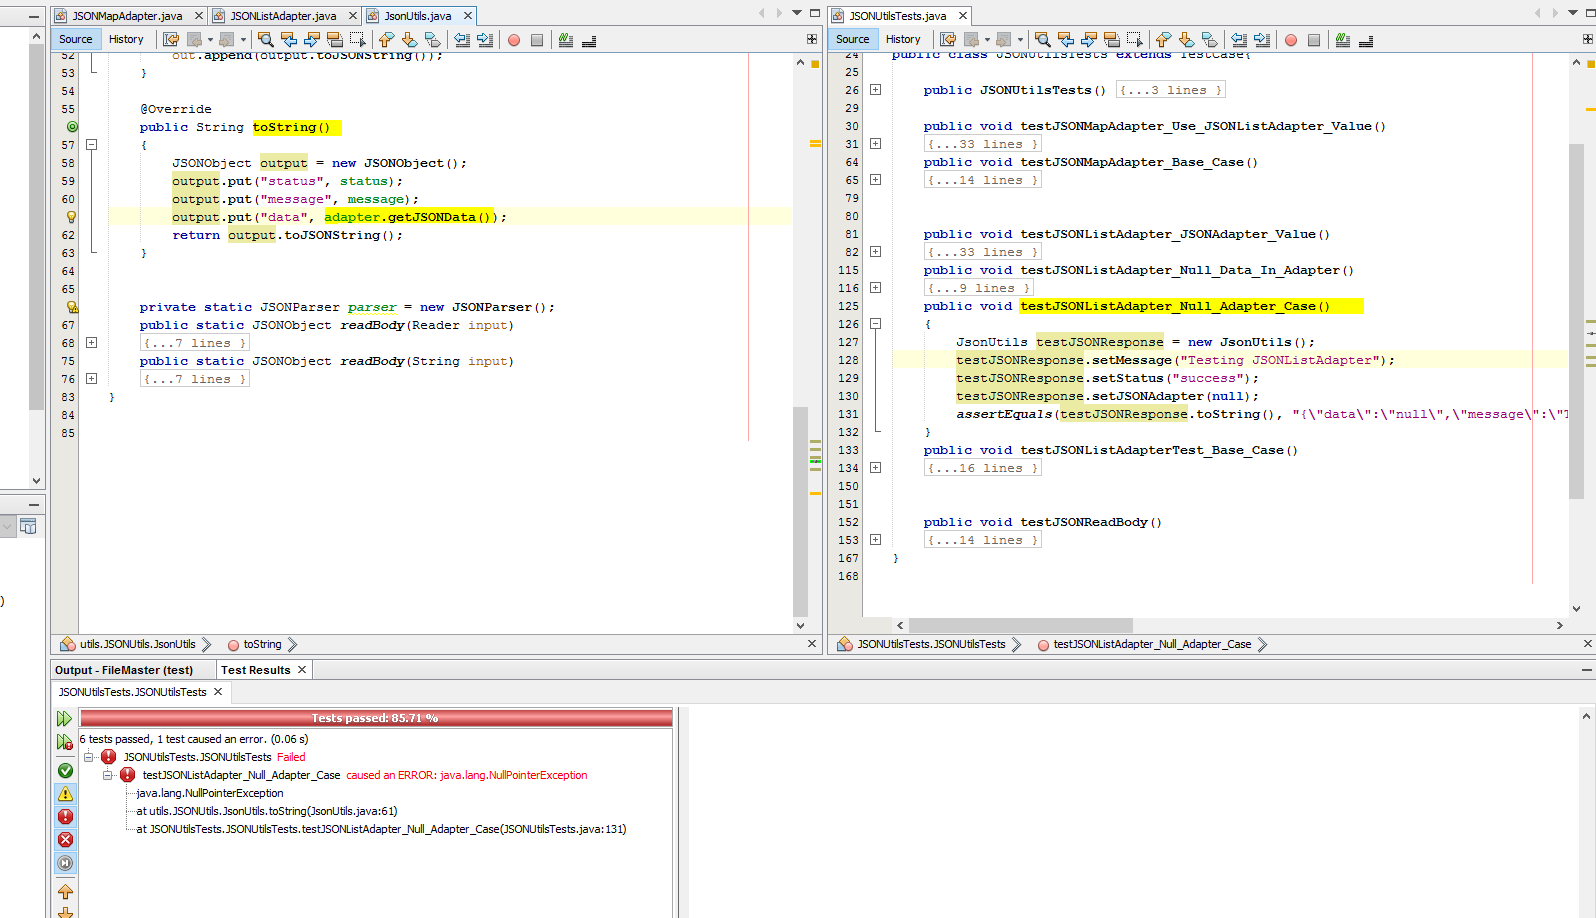 JSONMapAdapter.java
JSONListAdapter.java
JsonUtils.java
Source History
52 out.append(output.toJSONString());
53 }
54
55 @Override
public String toString()
57 {
58 JSONObject output = new JSONObject();
59 output.put("status", status);
60 output.put("message", message);
output.put("data", adapter.getJSONData());
62 return output.toJSONString();
63 }
64
65
private static JSONParser parser = new JSONParser();
67 public static JSONObject readBody(Reader input)
68 {...7 lines }
75 public static JSONObject readBody(String input)
76 {...7 lines }
83 }
84
85
utils.JSONUtils.JsonUtils
toString
)
JSONUtilsTests.java
Source History
24 public class JSONUtilsTests extends TestCase{
25
26 public JSONUtilsTests() {...3 lines }
29
30 public void testJSONMapAdapter_Use_JSONListAdapter_Value()
31 {...33 lines }
64 public void testJSONMapAdapter_Base_Case()
65 {...14 lines }
79
80
81 public void testJSONListAdapter_JSONAdapter_Value()
82 {...33 lines }
115 public void testJSONListAdapter_Null_Data_In_Adapter()
116 {...9 lines }
125 public void testJSONListAdapter_Null_Adapter_Case()
126 {
127 JsonUtils testJSONResponse = new JsonUtils();
128 testJSONResponse.setMessage("Testing JSONListAdapter");
129 testJSONResponse.setStatus("success");
130 testJSONResponse.setJSONAdapter(null);
131 assertEquals(testJSONResponse.toString(), "{\"data\":\"null\",\"message\":\"T
132 }
133 public void testJSONListAdapterTest_Base_Case()
134 {...16 lines }
150
151
152 public void testJSONReadBody()
153 {...14 lines }
167 }
168
JSONUtilsTests.JSONUtilsTests
testJSONListAdapter_Null_Adapter_Case
Output - FileMaster (test)
Test Results
JSONUtilsTests.JSONUtilsTests
Tests passed: 85.71 %
6 tests passed, 1 test caused an error. (0.06 s)
JSONUtilsTests.JSONUtilsTests Failed
testJSONListAdapter_Null_Adapter_Case caused an ERROR: java.lang.NullPointerException
java.lang.NullPointerException
at utils.JSONUtils.JsonUtils.toString(JsonUtils.java:61)
at JSONUtilsTests.JSONUtilsTests.testJSONListAdapter_Null_Adapter_Case(JSONUtilsTests.java:131)